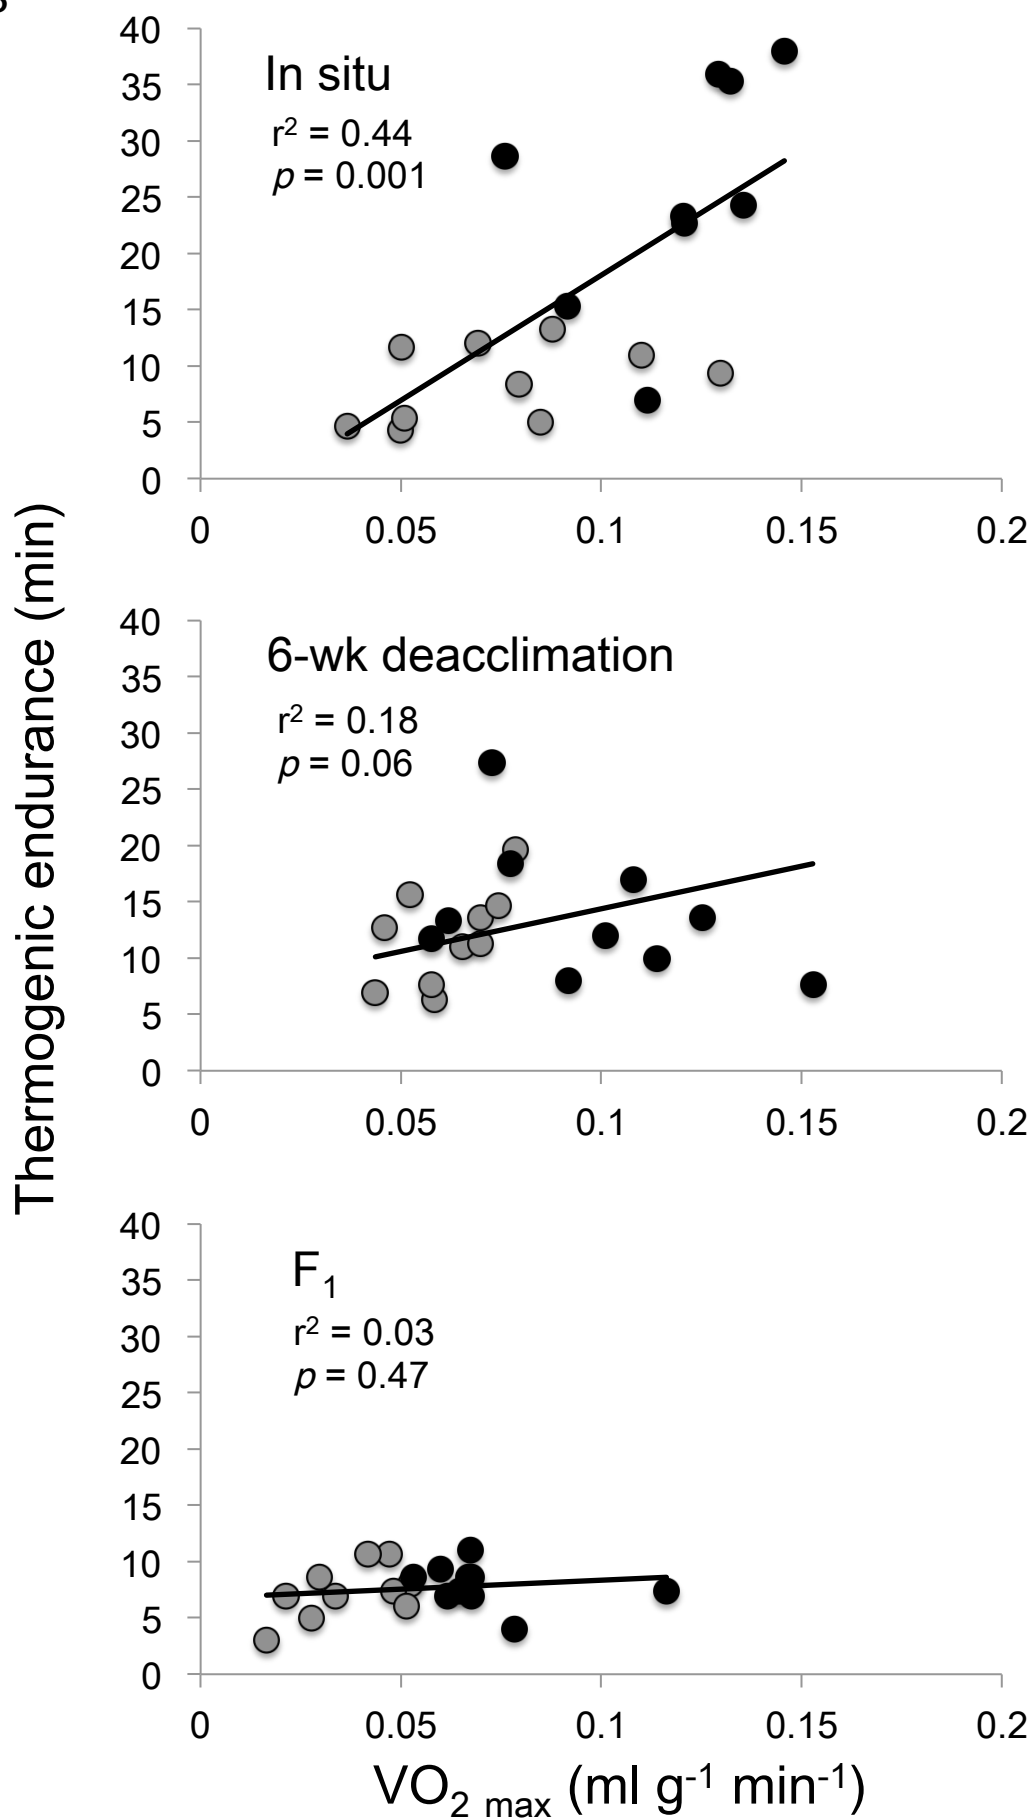 Thermogenic endurance (min)
40
In situ
35
r² = 0.44
30
p = 0.001
25
20
15
10
5
0
0 0.05 0.1 0.15 0.2
40
6-wk deacclimation
35
r² = 0.18
30
p = 0.06
25
20
15
10
5
0
0 0.05 0.1 0.15 0.2
40
F₁
35
r² = 0.03
30
p = 0.47
25
20
15
10
5
0
0 0.05 0.1 0.15 0.2
VO₂ max (ml g⁻¹ min⁻¹)